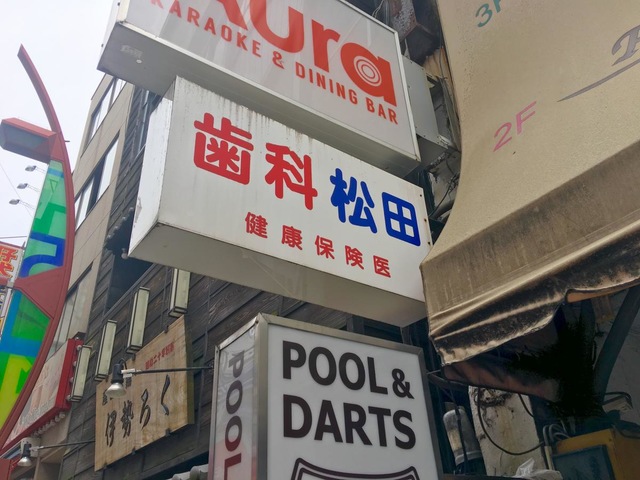 Aura
KARAOKE & DINING BAR
歯科松田
健康保険医
POOL &
DARTS
POOL
伊勢ろく
3F
2F